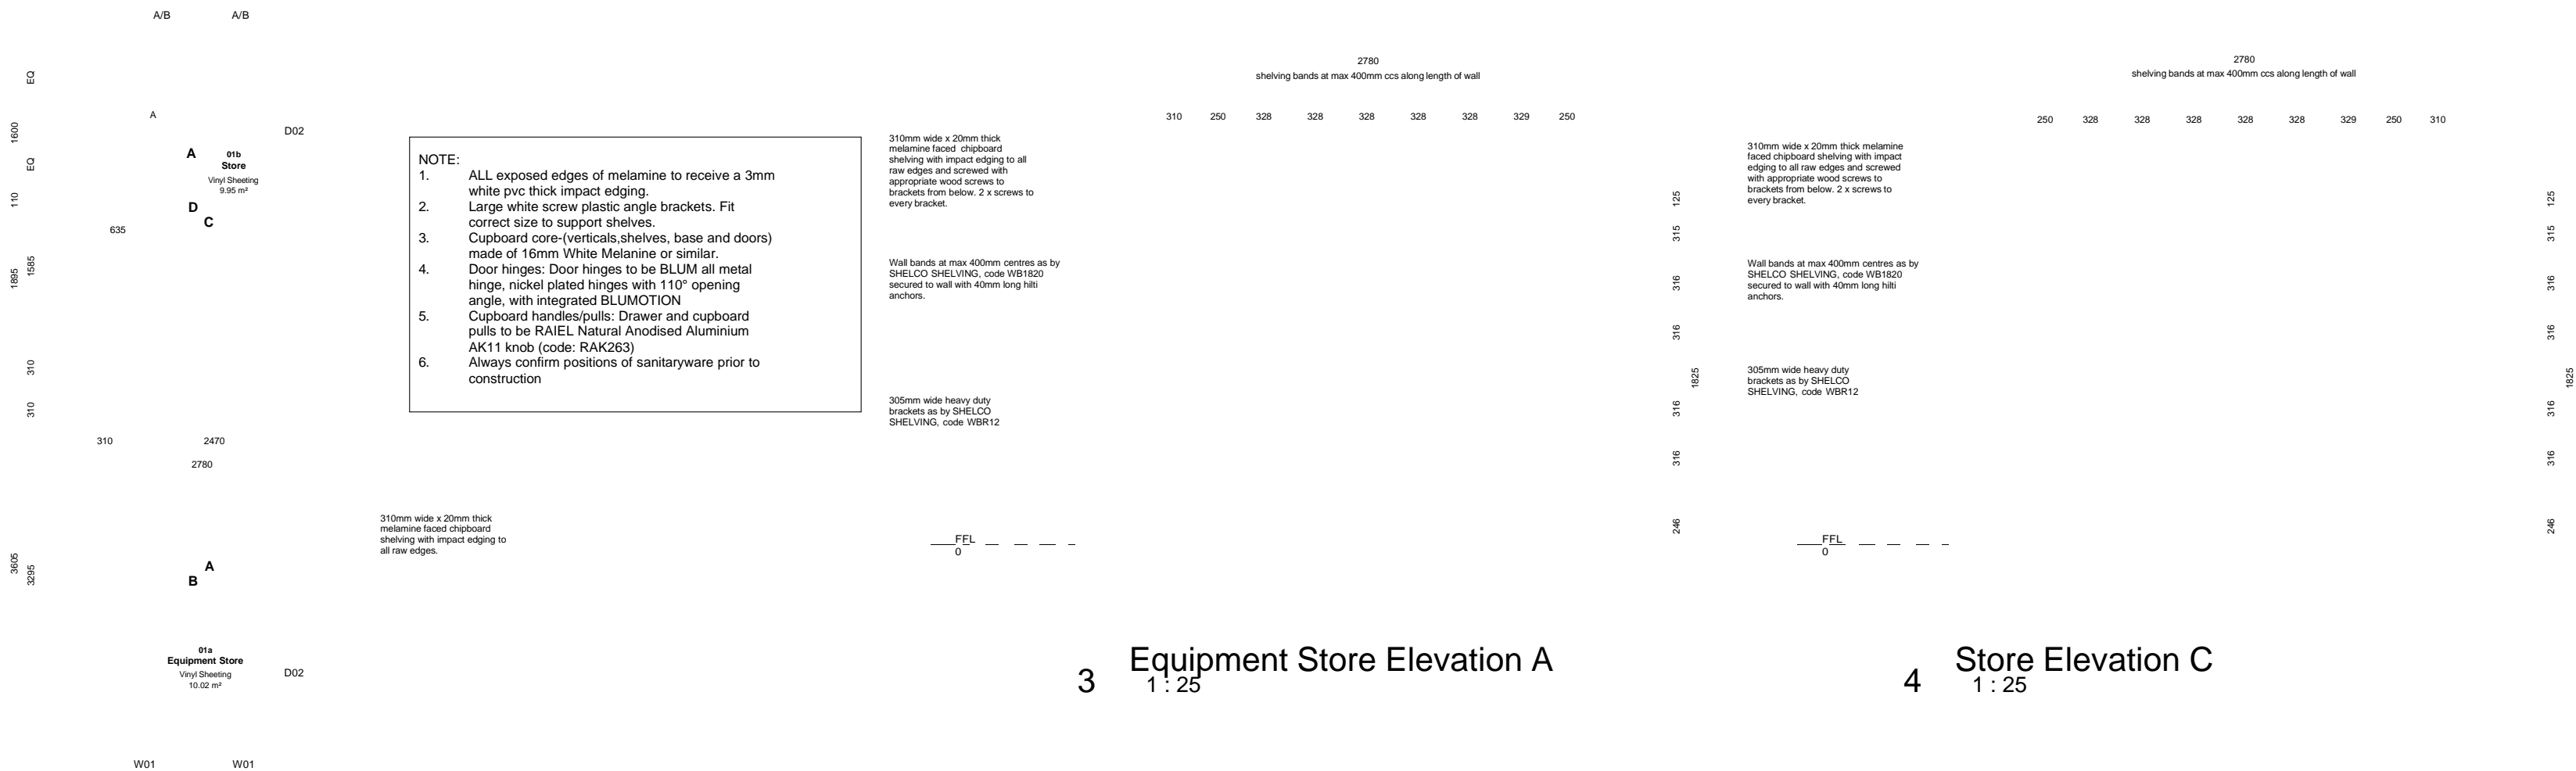 A/B
A/B
EQ
A
1600
D02
A
01b
Store
EQ
Vinyl Sheeting
9.95 m²
110
D
C
635
1895
1585
310
310
310
2470
2780
310mm wide x 20mm thick
melamine faced chipboard
shelving with impact edging to
all raw edges.
3605
3295
A
B
01a
Equipment Store
Vinyl Sheeting
10.02 m²
D02
W01
W01
NOTE:
1. ALL exposed edges of melamine to receive a 3mm
white pvc thick impact edging.
2. Large white screw plastic angle brackets. Fit
correct size to support shelves.
3. Cupboard core-(verticals,shelves, base and doors)
made of 16mm White Melanine or similar.
4. Door hinges: Door hinges to be BLUM all metal
hinge, nickel plated hinges with 110° opening
angle, with integrated BLUMOTION
5. Cupboard handles/pulls: Drawer and cupboard
pulls to be RAIEL Natural Anodised Aluminium
AK11 knob (code: RAK263)
6. Always confirm positions of sanitaryware prior to
construction
2780
shelving bands at max 400mm ccs along length of wall
310 250 328 328 328 328 328 329 250
310mm wide x 20mm thick
melamine faced chipboard
shelving with impact edging to all
raw edges and screwed with
appropriate wood screws to
brackets from below. 2 x screws to
every bracket.
Wall bands at max 400mm centres as by
SHELCO SHELVING, code WB1820
secured to wall with 40mm long hilti
anchors.
305mm wide heavy duty
brackets as by SHELCO
SHELVING, code WBR12
125
315
316
316
1825
316
316
246
FFL
0
3
Equipment Store Elevation A
1 : 25
2780
shelving bands at max 400mm ccs along length of wall
250 328 328 328 328 328 329 250 310
310mm wide x 20mm thick melamine
faced chipboard shelving with impact
edging to all raw edges and screwed
with appropriate wood screws to
brackets from below. 2 x screws to
every bracket.
Wall bands at max 400mm centres as by
SHELCO SHELVING, code WB1820
secured to wall with 40mm long hilti
anchors.
305mm wide heavy duty
brackets as by SHELCO
SHELVING, code WBR12
125
315
316
316
1825
316
316
246
FFL
0
4
Store Elevation C
1 : 25